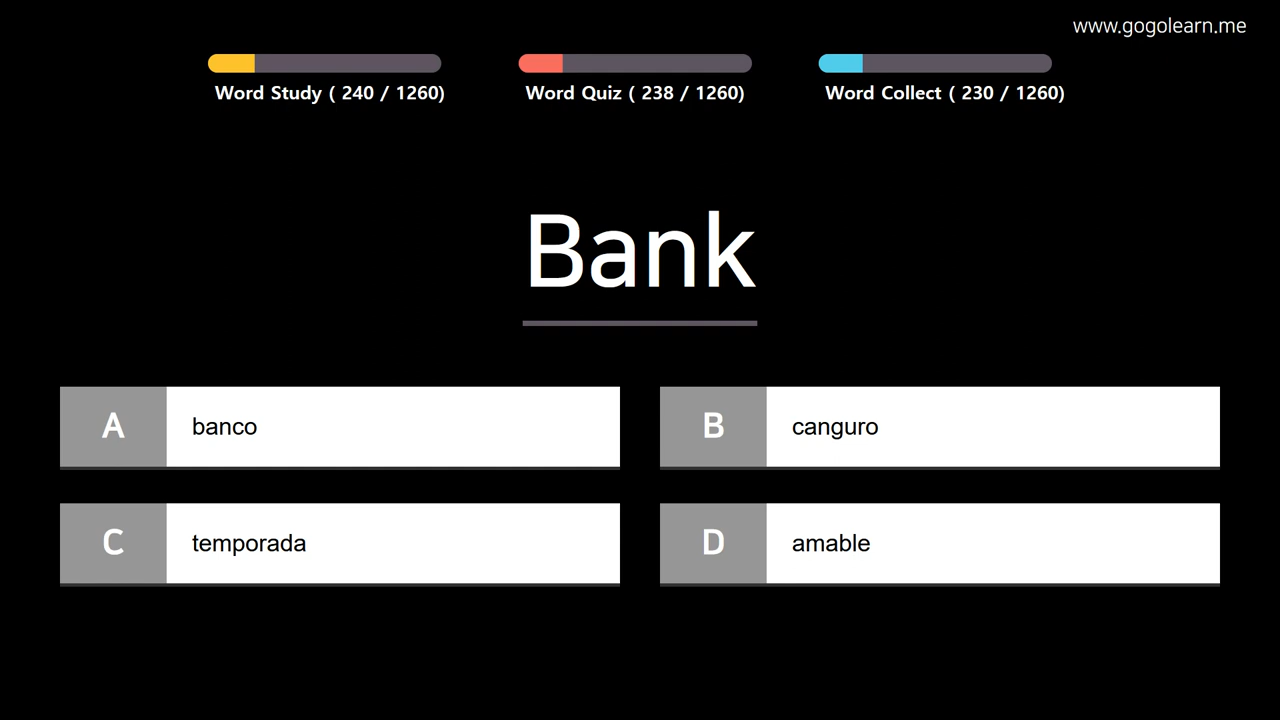 www.gogolearn.me
Word Study ( 240 / 1260)
Word Quiz ( 238 / 1260)
Word Collect ( 230 / 1260)
Bank
A banco
B canguro
C temporada
D amable